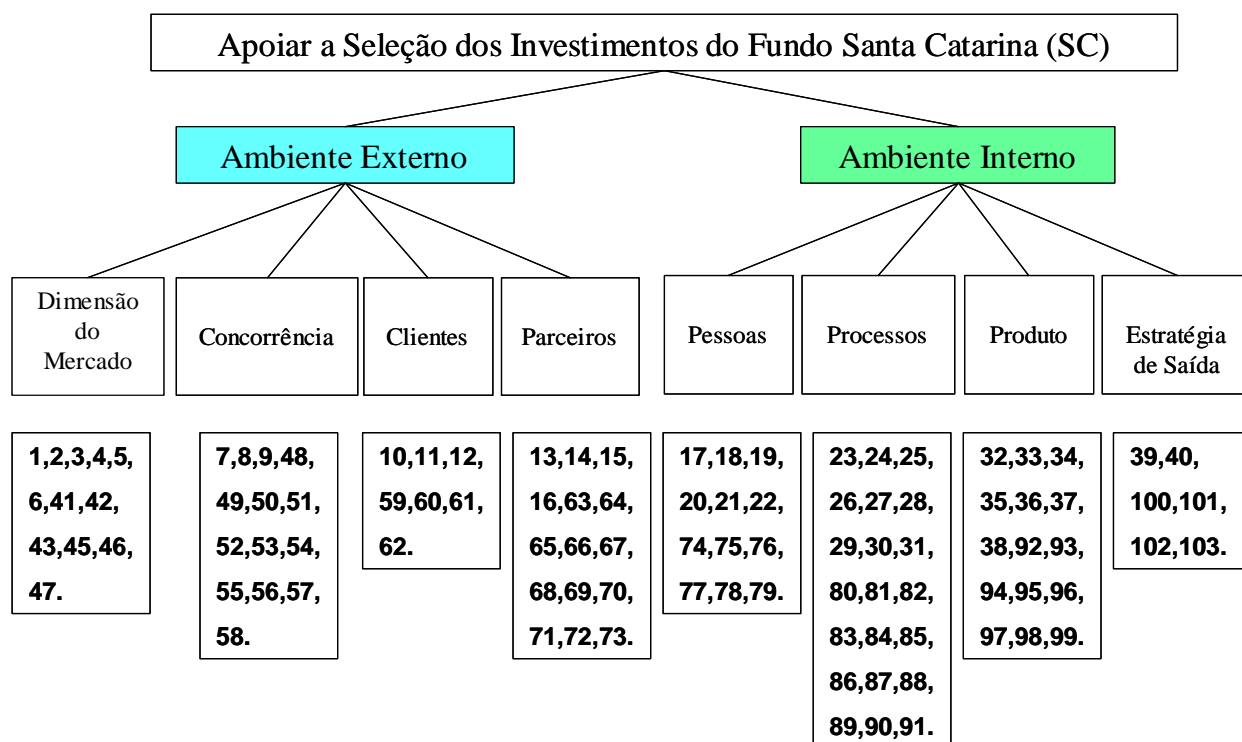 Apoiar a Seleção dos Investimentos do Fundo Santa Catarina (SC)
Ambiente Externo
Ambiente Interno
Dimensão
do
Mercado
Concorrência
Clientes
Parceiros
Pessoas
Processos
Produto
Estratégia
de Saída
1,2,3,4,5,
6,41,42,
43,45,46,
47.
7,8,9,48,
49,50,51,
52,53,54,
55,56,57,
58.
10,11,12,
59,60,61,
62.
13,14,15,
16,63,64,
65,66,67,
68,69,70,
71,72,73.
17,18,19,
20,21,22,
74,75,76,
77,78,79.
23,24,25,
26,27,28,
29,30,31,
80,81,82,
83,84,85,
86,87,88,
89,90,91.
32,33,34,
35,36,37,
38,92,93,
94,95,96,
97,98,99.
39,40,
100,101,
102,103.